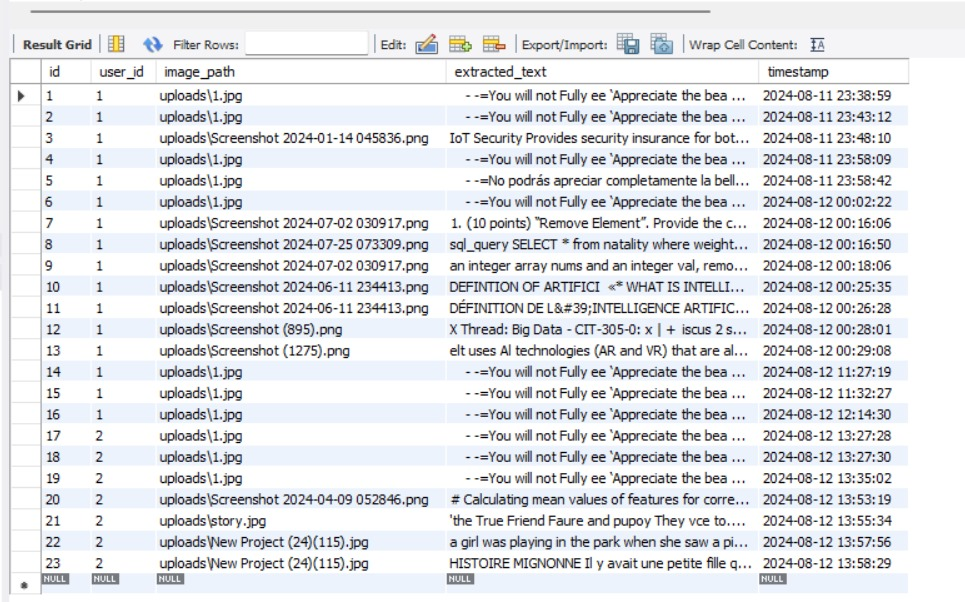 Result Grid Filter Rows: Edit: Export/Import: Wrap Cell Content: IA
id user_id image_path extracted_text timestamp
1 1 uploads\1.jpg - -=You will not Fully ee ‘Appreciate the bea ... 2024-08-11 23:38:59
2 1 uploads\1.jpg - -=You will not Fully ee ‘Appreciate the bea ... 2024-08-11 23:43:12
3 1 uploads\Screenshot 2024-01-14 045836.png IoT Security Provides security insurance for bot... 2024-08-11 23:48:10
4 1 uploads\1.jpg - -=You will not Fully ee ‘Appreciate the bea ... 2024-08-11 23:58:09
5 1 uploads\1.jpg - -=No podrás apreciar completamente la bell... 2024-08-11 23:58:42
6 1 uploads\1.jpg - -=You will not Fully ee ‘Appreciate the bea ... 2024-08-12 00:02:22
7 1 uploads\Screenshot 2024-07-02 030917.png 1. (10 points) “Remove Element”. Provide the c... 2024-08-12 00:16:06
8 1 uploads\Screenshot 2024-07-25 073309.png sql_query SELECT * from natality where weight... 2024-08-12 00:16:50
9 1 uploads\Screenshot 2024-07-02 030917.png an integer array nums and an integer val, remo... 2024-08-12 00:18:06
10 1 uploads\Screenshot 2024-06-11 234413.png DEFINTION OF ARTIFICI «* WHAT IS INTELLI... 2024-08-12 00:25:35
11 1 uploads\Screenshot 2024-06-11 234413.png DÉFINITION DE L&#39;INTELLIGENCE ARTIFIC... 2024-08-12 00:26:28
12 1 uploads\Screenshot (895).png X Thread: Big Data - CIT-305-0: x | + iscus 2 s... 2024-08-12 00:28:01
13 1 uploads\Screenshot (1275).png elt uses Al technologies (AR and VR) that are al... 2024-08-12 00:29:08
14 1 uploads\1.jpg - -=You will not Fully ee ‘Appreciate the bea ... 2024-08-12 11:27:19
15 1 uploads\1.jpg - -=You will not Fully ee ‘Appreciate the bea ... 2024-08-12 11:32:27
16 1 uploads\1.jpg - -=You will not Fully ee ‘Appreciate the bea ... 2024-08-12 12:14:30
17 2 uploads\1.jpg - -=You will not Fully ee ‘Appreciate the bea ... 2024-08-12 13:27:28
18 2 uploads\1.jpg - -=You will not Fully ee ‘Appreciate the bea ... 2024-08-12 13:27:30
19 2 uploads\1.jpg - -=You will not Fully ee ‘Appreciate the bea ... 2024-08-12 13:35:02
20 2 uploads\Screenshot 2024-04-09 052846.png # Calculating mean values of features for corre... 2024-08-12 13:53:19
21 2 uploads\story.jpg 'the True Friend Faure and pupoy They vce to.... 2024-08-12 13:55:34
22 2 uploads\New Project (24)(115).jpg a girl was playing in the park when she saw a pi... 2024-08-12 13:57:56
23 2 uploads\New Project (24)(115).jpg HISTOIRE MIGNONNE Il y avait une petite fille q... 2024-08-12 13:58:29
NULL NULL NULL NULL NULL